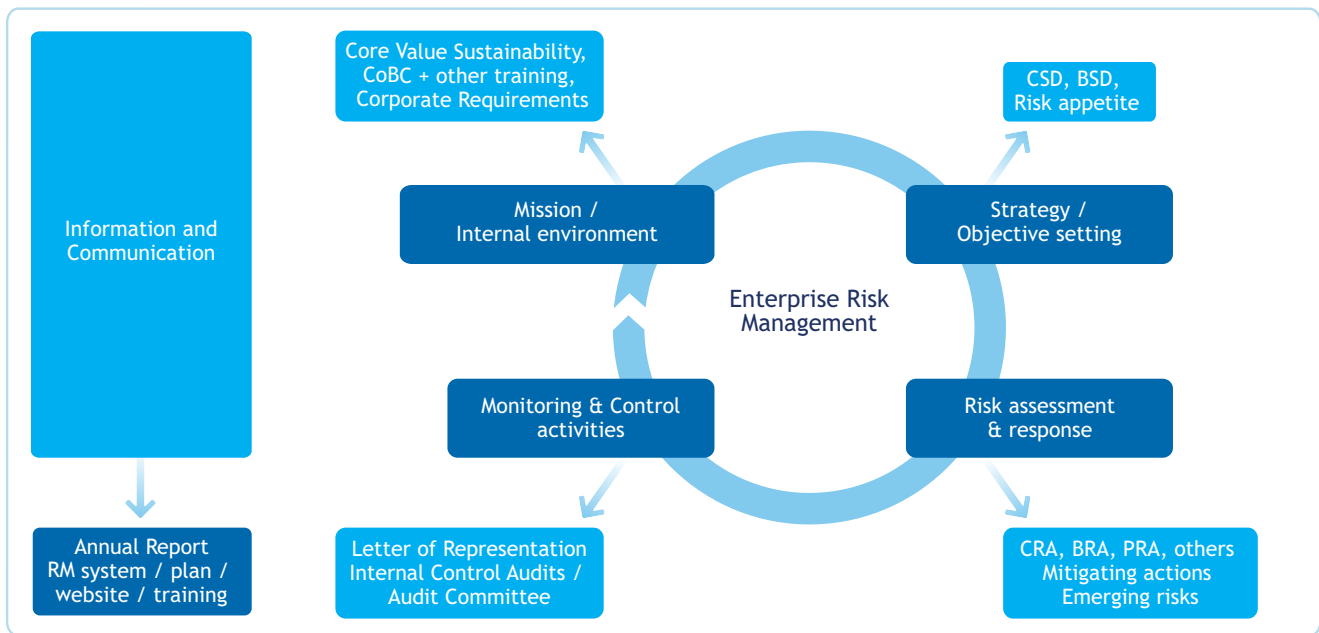 Information and
Communication
Annual Report
RM system / plan /
website / training
Core Value Sustainability,
CoBC + other training,
Corporate Requirements
CSD, BSD,
Risk appetite
Mission /
Internal environment
Strategy /
Objective setting
Enterprise Risk
Management
Monitoring & Control
activities
Risk assessment
& response
Letter of Representation
Internal Control Audits /
Audit Committee
CRA, BRA, PRA, others
Mitigating actions
Emerging risks